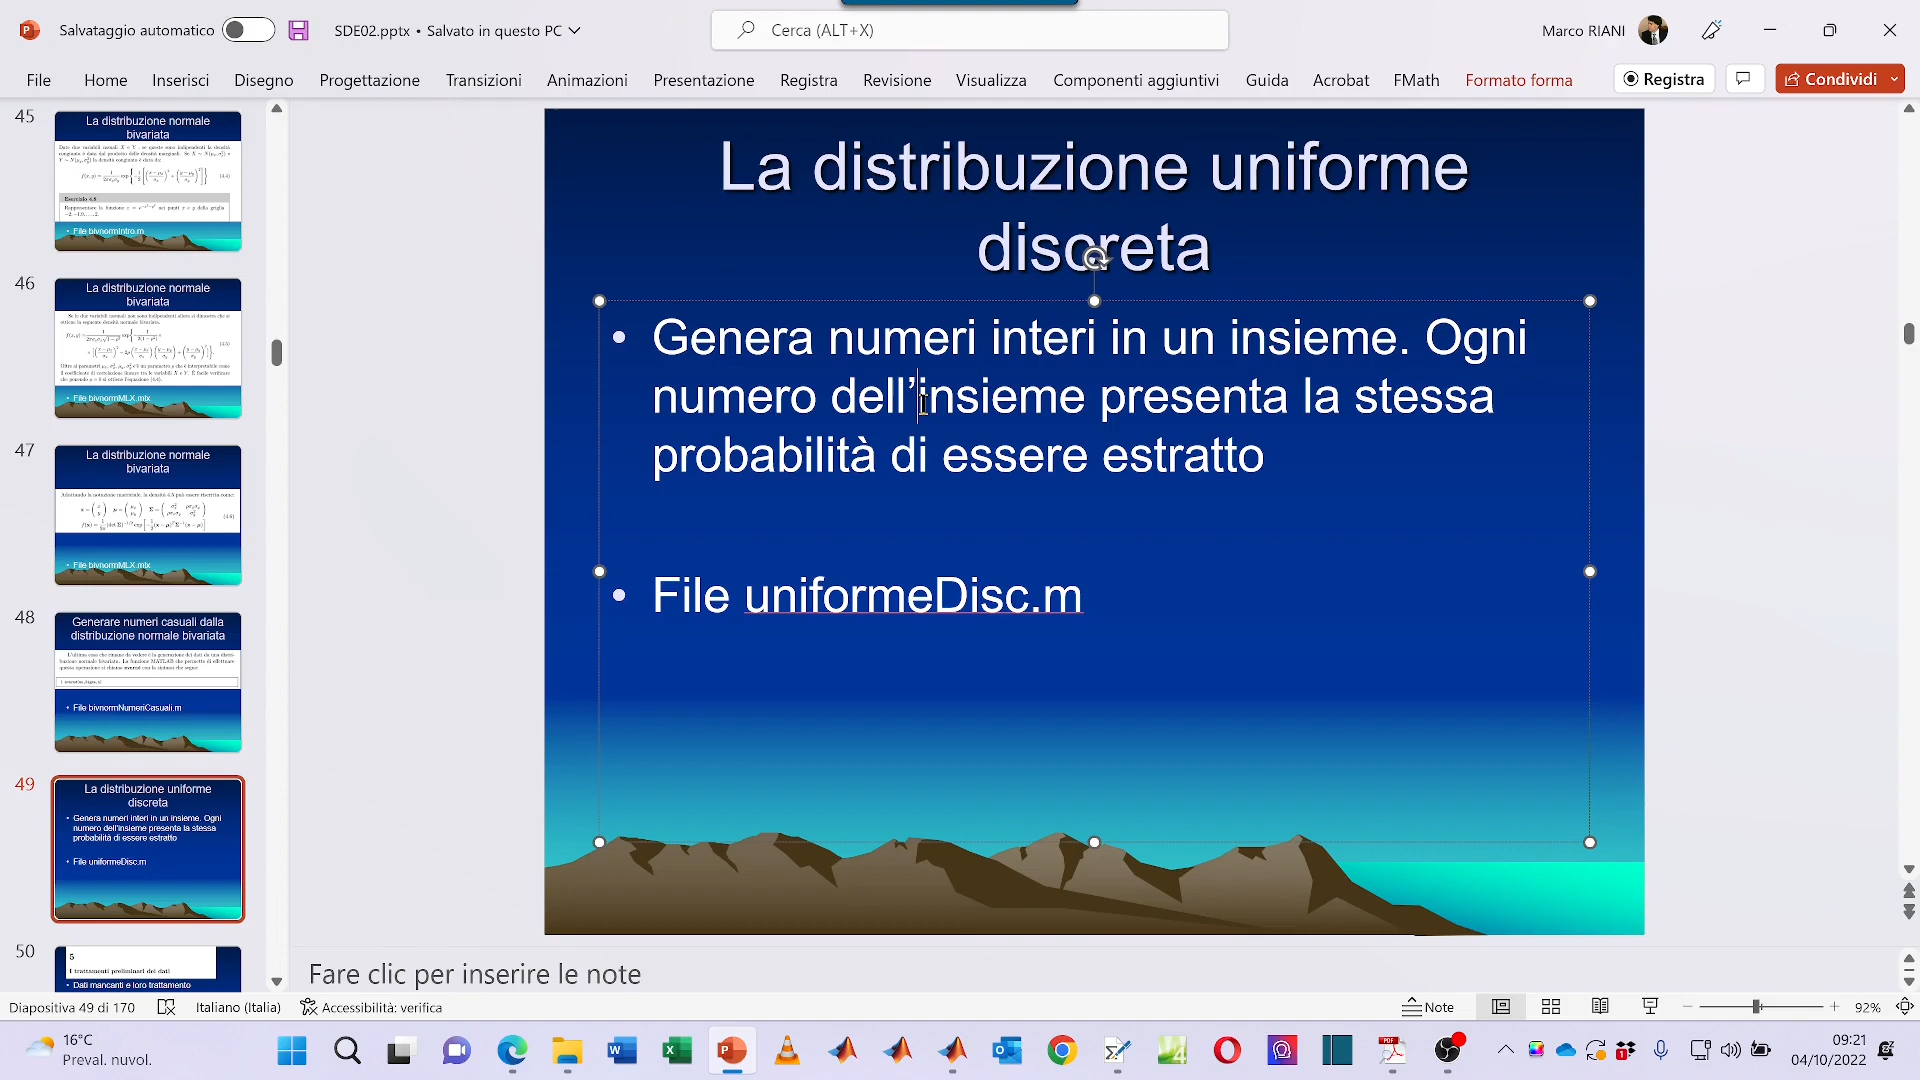 Salvataggio automatico
SDE02.pptx • Salvato in questo PC
Cerca (ALT+X)
Marco RIANI
File Home Inserisci Disegno Progettazione Transizioni Animazioni Presentazione Registra Revisione Visualizza Componenti aggiuntivi Guida Acrobat FMath Formato forma
Registra
Condividi
45
La distribuzione normale
bivariata
Esercizio 4.8
• File bivnormIntro.m
46
La distribuzione normale
bivariata
• File bivnormMLX.mlx
47
La distribuzione normale
bivariata
• File bivnormMLX.mlx
48
Generare numeri casuali dalla
distribuzione normale bivariata
• File bivnormNumeriCasuali.m
49
La distribuzione uniforme
discreta
• Genera numeri interi in un insieme. Ogni
numero dell'insieme presenta la stessa
probabilità di essere estratto
• File uniformeDisc.m
50
5
I trattamenti preliminari dei dati
• Dati mancanti e loro trattamento
La distribuzione uniforme
discreta
• Genera numeri interi in un insieme. Ogni
numero dell’insieme presenta la stessa
probabilità di essere estratto
• File uniformeDisc.m
Fare clic per inserire le note
Diapositiva 49 di 170
Italiano (Italia)
Accessibilità: verifica
Note
92%
16°C
Preval. nuvol.
09:21
04/10/2022